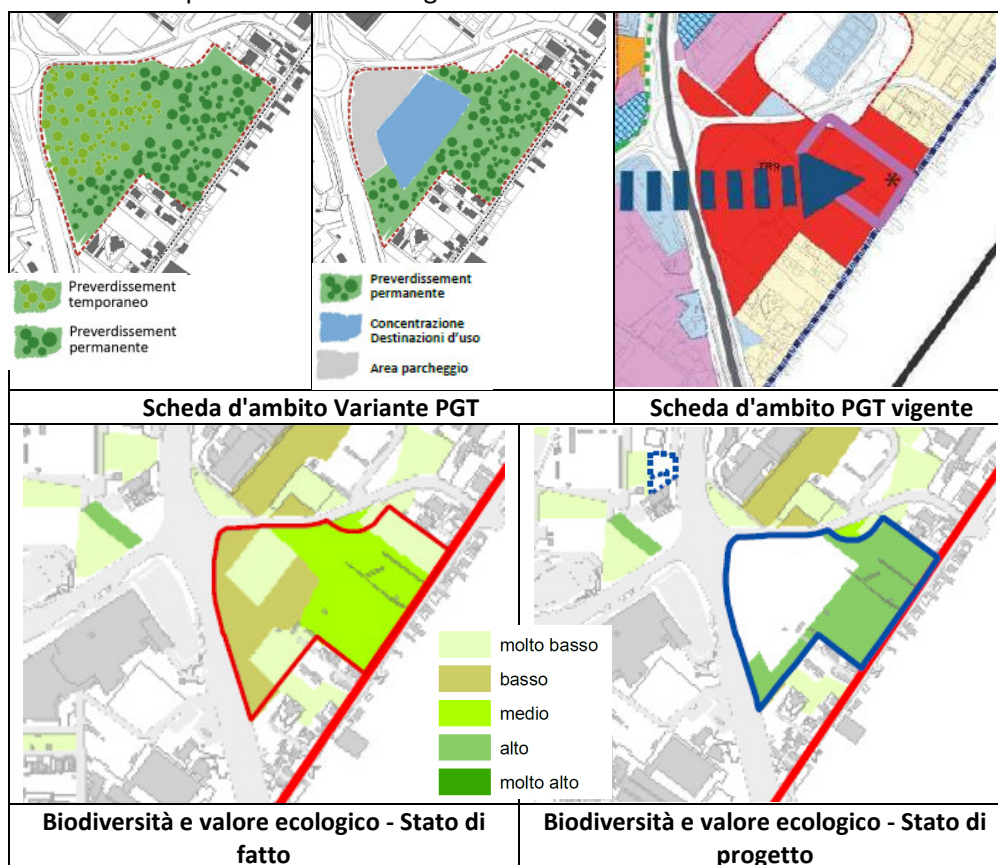 Preverdissement
temporaneo
Preverdissement
permanente
Preverdissement
permanente
Concentrazione
Destinazioni d'uso
Area parcheggio
Scheda d'ambito Variante PGT
Scheda d'ambito PGT vigente
molto basso
basso
medio
alto
molto alto
Biodiversità e valore ecologico - Stato di
fatto
Biodiversità e valore ecologico - Stato di
progetto